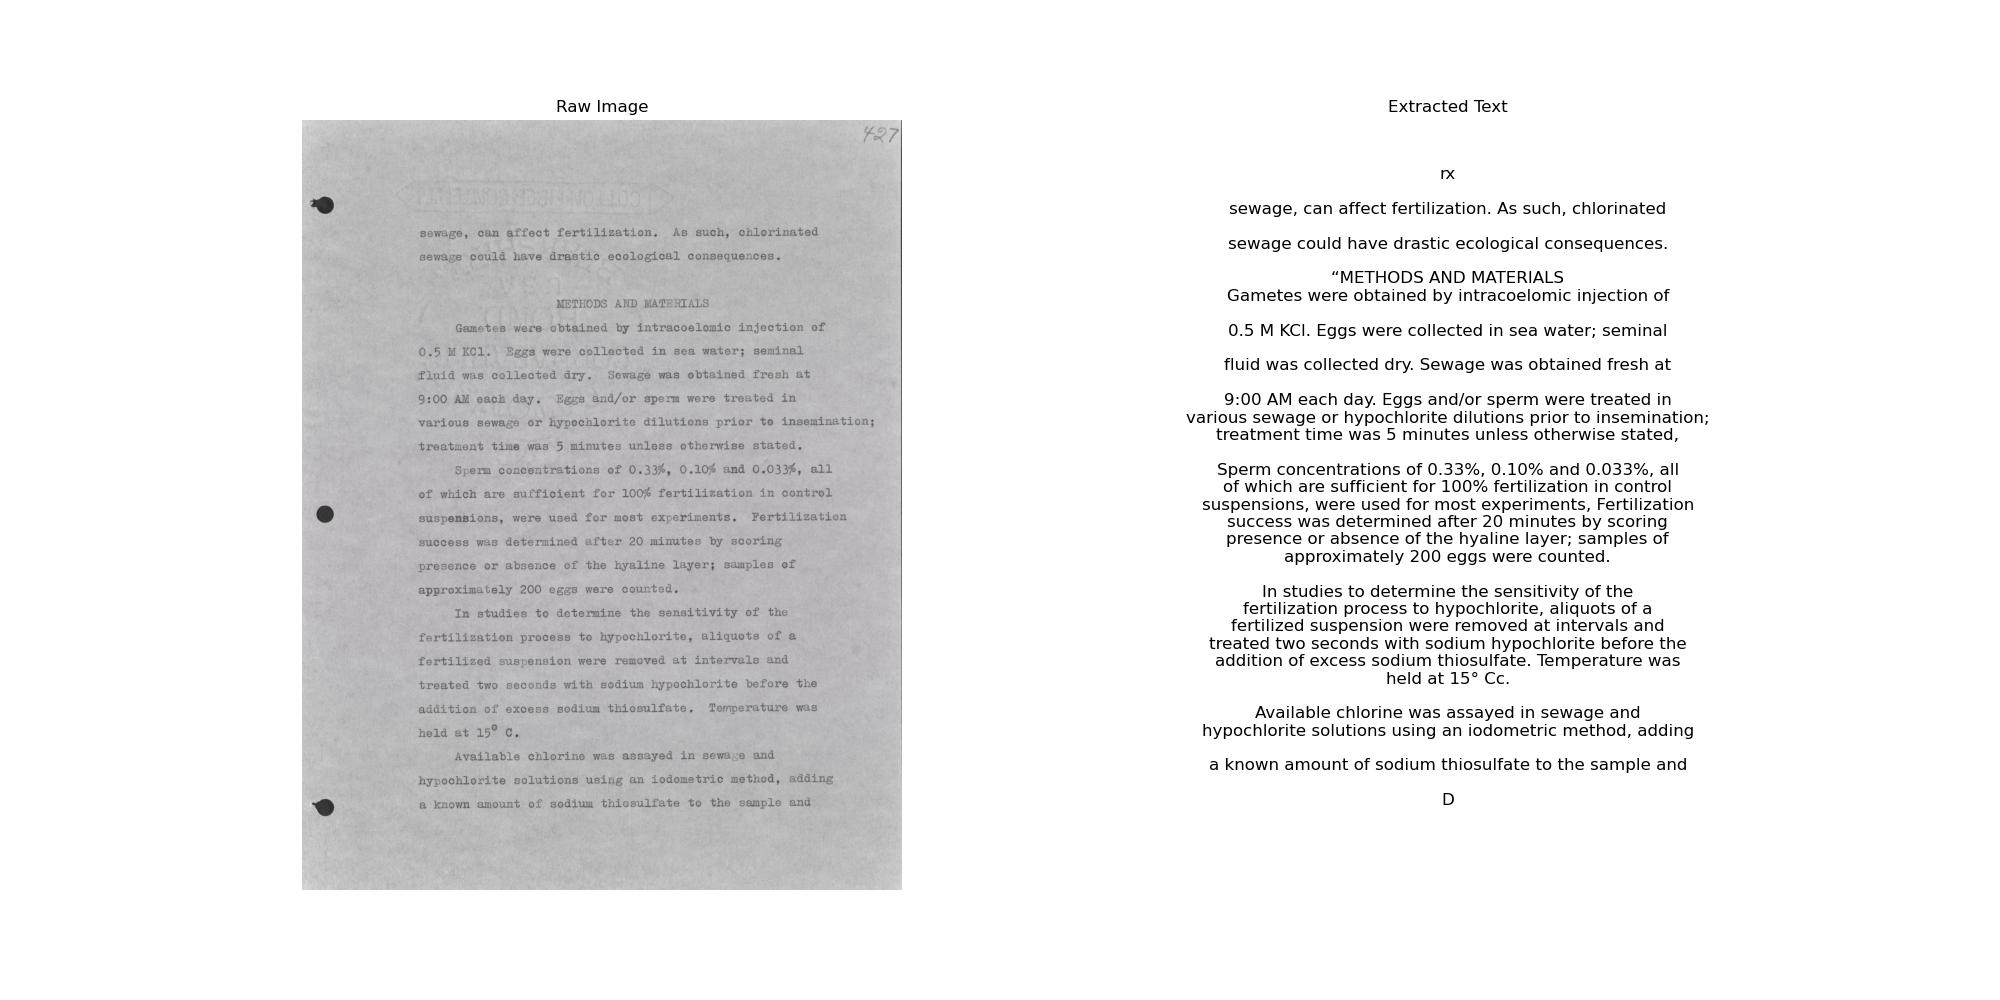 Raw Image
427
sewage, can affect fertilization. As such, chlorinated
sewage could have drastic ecological consequences.
METHODS AND MATERIALS
Gametes were obtained by intracoelomic injection of
0.5 M KCl. Eggs were collected in sea water; seminal
fluid was collected dry. Sewage was obtained fresh at
9:00 AM each day. Eggs and/or sperm were treated in
various sewage or hypochlorite dilutions prior to insemination;
treatment time was 5 minutes unless otherwise stated.
Sperm concentrations of 0.33%, 0.10% and 0.033%, all
of which are sufficient for 100% fertilization in control
suspensions, were used for most experiments. Fertilization
success was determined after 20 minutes by scoring
presence or absence of the hyaline layer; samples of
approximately 200 eggs were counted.
In studies to determine the sensitivity of the
fertilization process to hypochlorite, aliquots of a
fertilized suspension were removed at intervals and
treated two seconds with sodium hypochlorite before the
addition of excess sodium thiosulfate. Temperature was
held at 15° C.
Available chlorine was assayed in sewage and
hypochlorite solutions using an iodometric method, adding
a known amount of sodium thiosulfate to the sample and
Extracted Text
rx
sewage, can affect fertilization. As such, chlorinated
sewage could have drastic ecological consequences.
“METHODS AND MATERIALS
Gametes were obtained by intracoelomic injection of
0.5 M KCl. Eggs were collected in sea water; seminal
fluid was collected dry. Sewage was obtained fresh at
9:00 AM each day. Eggs and/or sperm were treated in
various sewage or hypochlorite dilutions prior to insemination;
treatment time was 5 minutes unless otherwise stated,
Sperm concentrations of 0.33%, 0.10% and 0.033%, all
of which are sufficient for 100% fertilization in control
suspensions, were used for most experiments, Fertilization
success was determined after 20 minutes by scoring
presence or absence of the hyaline layer; samples of
approximately 200 eggs were counted.
In studies to determine the sensitivity of the
fertilization process to hypochlorite, aliquots of a
fertilized suspension were removed at intervals and
treated two seconds with sodium hypochlorite before the
addition of excess sodium thiosulfate. Temperature was
held at 15° Cc.
Available chlorine was assayed in sewage and
hypochlorite solutions using an iodometric method, adding
a known amount of sodium thiosulfate to the sample and
D